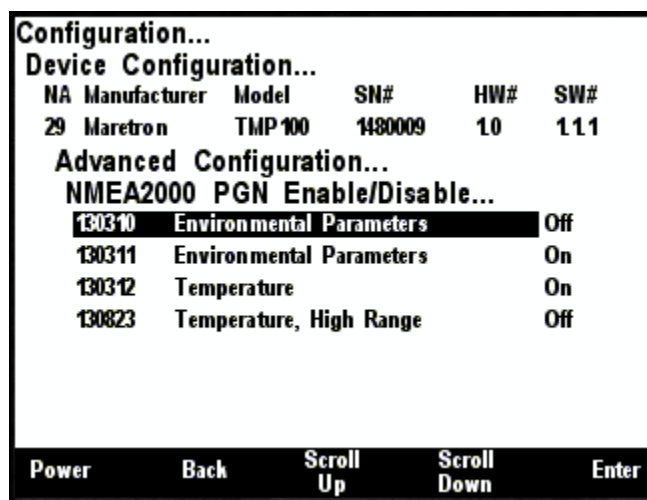 Configuration...
Device Configuration...
NA Manufacturer Model SN# HW# SW#
29 Maretron TMP100 1480009 1.0 1.1.1
Advanced Configuration...
NMEA2000 PGN Enable/Disable...
130310 Environmental Parameters Off
130311 Environmental Parameters On
130312 Temperature On
130823 Temperature, High Range Off
Power Back Scroll Up Scroll Down Enter